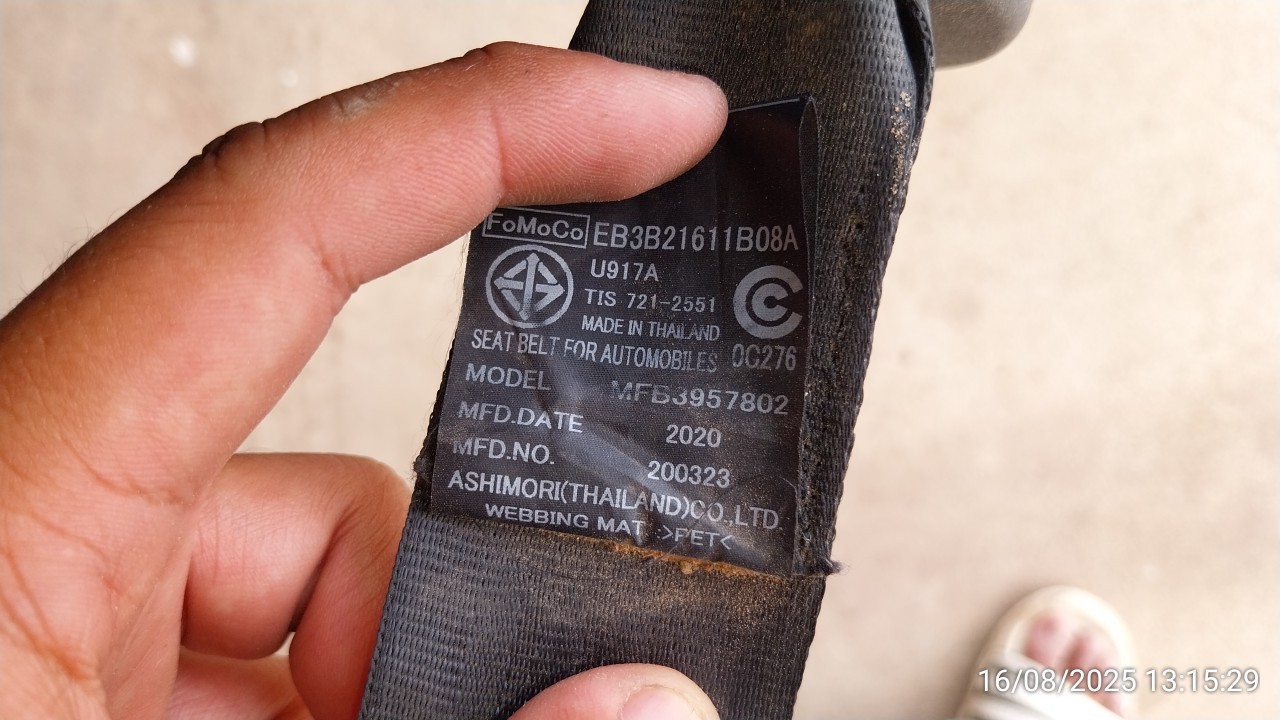 FoMoCo EB3B21611B08A
U917A
TIS 721-2551
MADE IN THAILAND
SEAT BELT FOR AUTOMOBILES 0C276
MODEL MFB3957802
MFD.DATE 2020
MFD.NO. 200323
ASHIMORI(THAILAND)CO.,LTD.
WEBBING MAT.:>PET<
16/08/2025 13:15:29